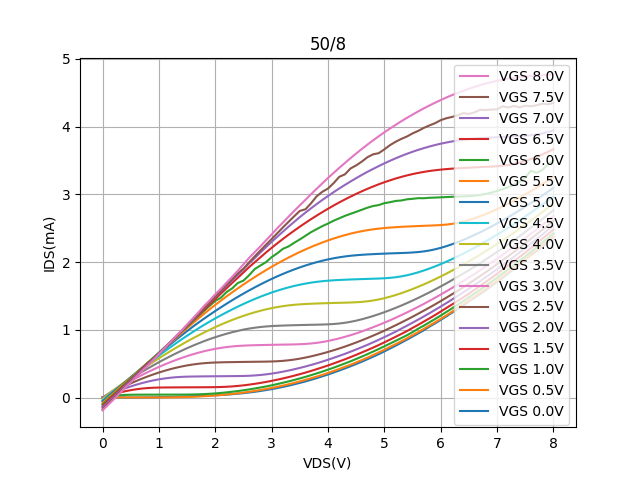 50/8
IDS(mA)
5
4
3
2
1
0
VGS 8.0V
VGS 7.5V
VGS 7.0V
VGS 6.5V
VGS 6.0V
VGS 5.5V
VGS 5.0V
VGS 4.5V
VGS 4.0V
VGS 3.5V
VGS 3.0V
VGS 2.5V
VGS 2.0V
VGS 1.5V
VGS 1.0V
VGS 0.5V
VGS 0.0V
0 1 2 3 4 5 6 7 8
VDS(V)